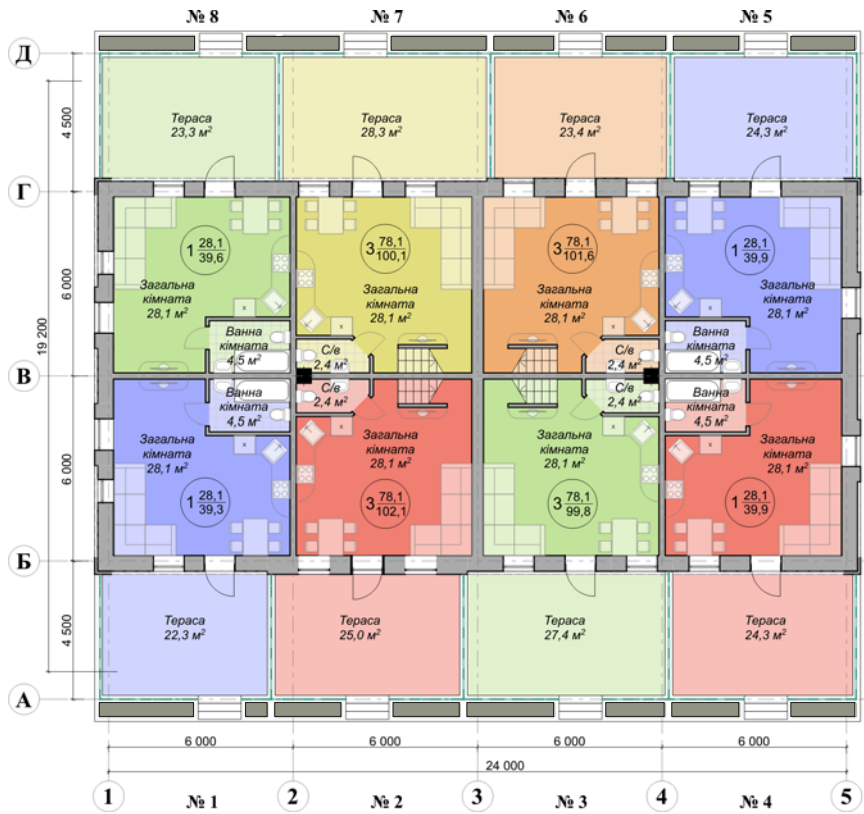 № 8 № 7 № 6 № 5
Д
Тераса
23,3 м²
Тераса
28,3 м²
Тераса
23,4 м²
Тераса
24,3 м²
4 500
Г
1 28,1
39,6
Загальна
кімната
28,1 м²
Ванна
кімната
4,5 м²
3 78,1
100,1
Загальна
кімната
28,1 м²
С/в
2,4 м²
3 78,1
101,6
Загальна
кімната
28,1 м²
С/в
2,4 м²
1 28,1
39,9
Загальна
кімната
28,1 м²
Ванна
кімната
4,5 м²
6 000
19 200
В
Ванна
кімната
4,5 м²
Загальна
кімната
28,1 м²
1 28,1
39,3
С/в
2,4 м²
Загальна
кімната
28,1 м²
3 78,1
102,1
С/в
2,4 м²
Загальна
кімната
28,1 м²
3 78,1
99,8
Ванна
кімната
4,5 м²
Загальна
кімната
28,1 м²
1 28,1
39,9
6 000
Б
Тераса
22,3 м²
Тераса
25,0 м²
Тераса
27,4 м²
Тераса
24,3 м²
4 500
А
6 000 6 000 6 000 6 000
24 000
1 № 1 2 № 2 3 № 3 4 № 4 5